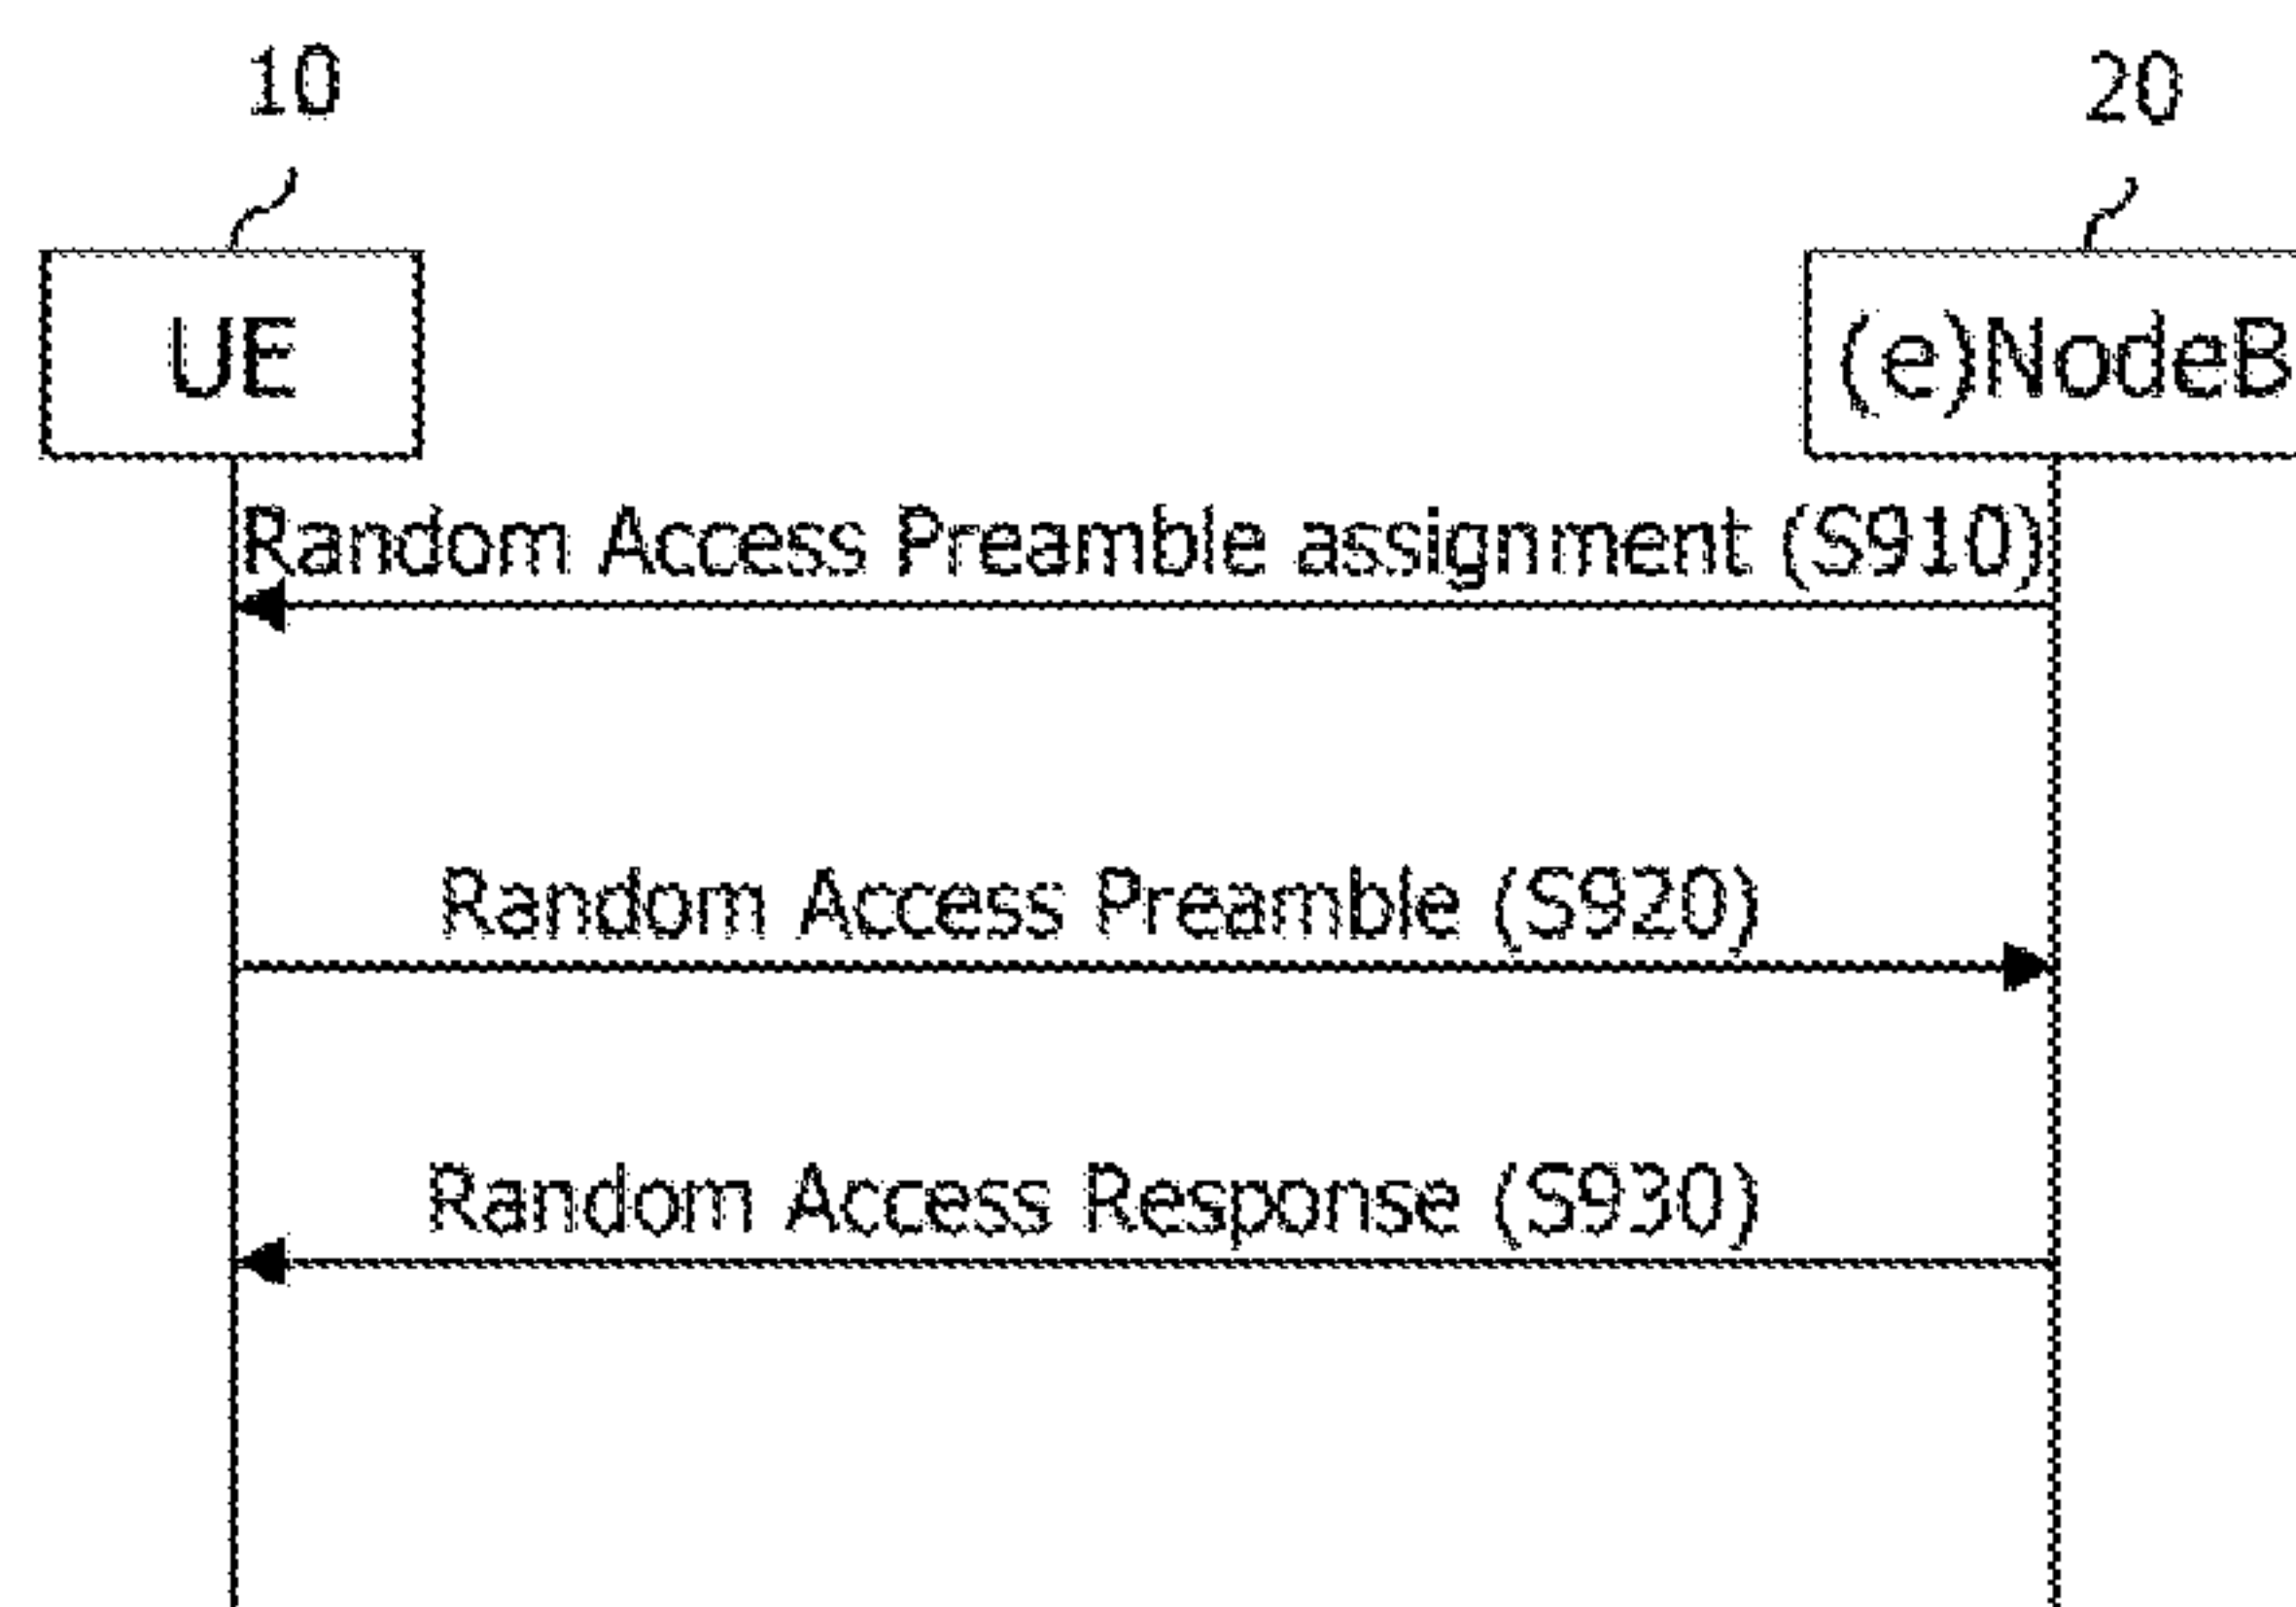 10
20
UE
(e)NodeB
Random Access Preamble assignment (S910)
Random Access Preamble (S920)
Random Access Response (S930)